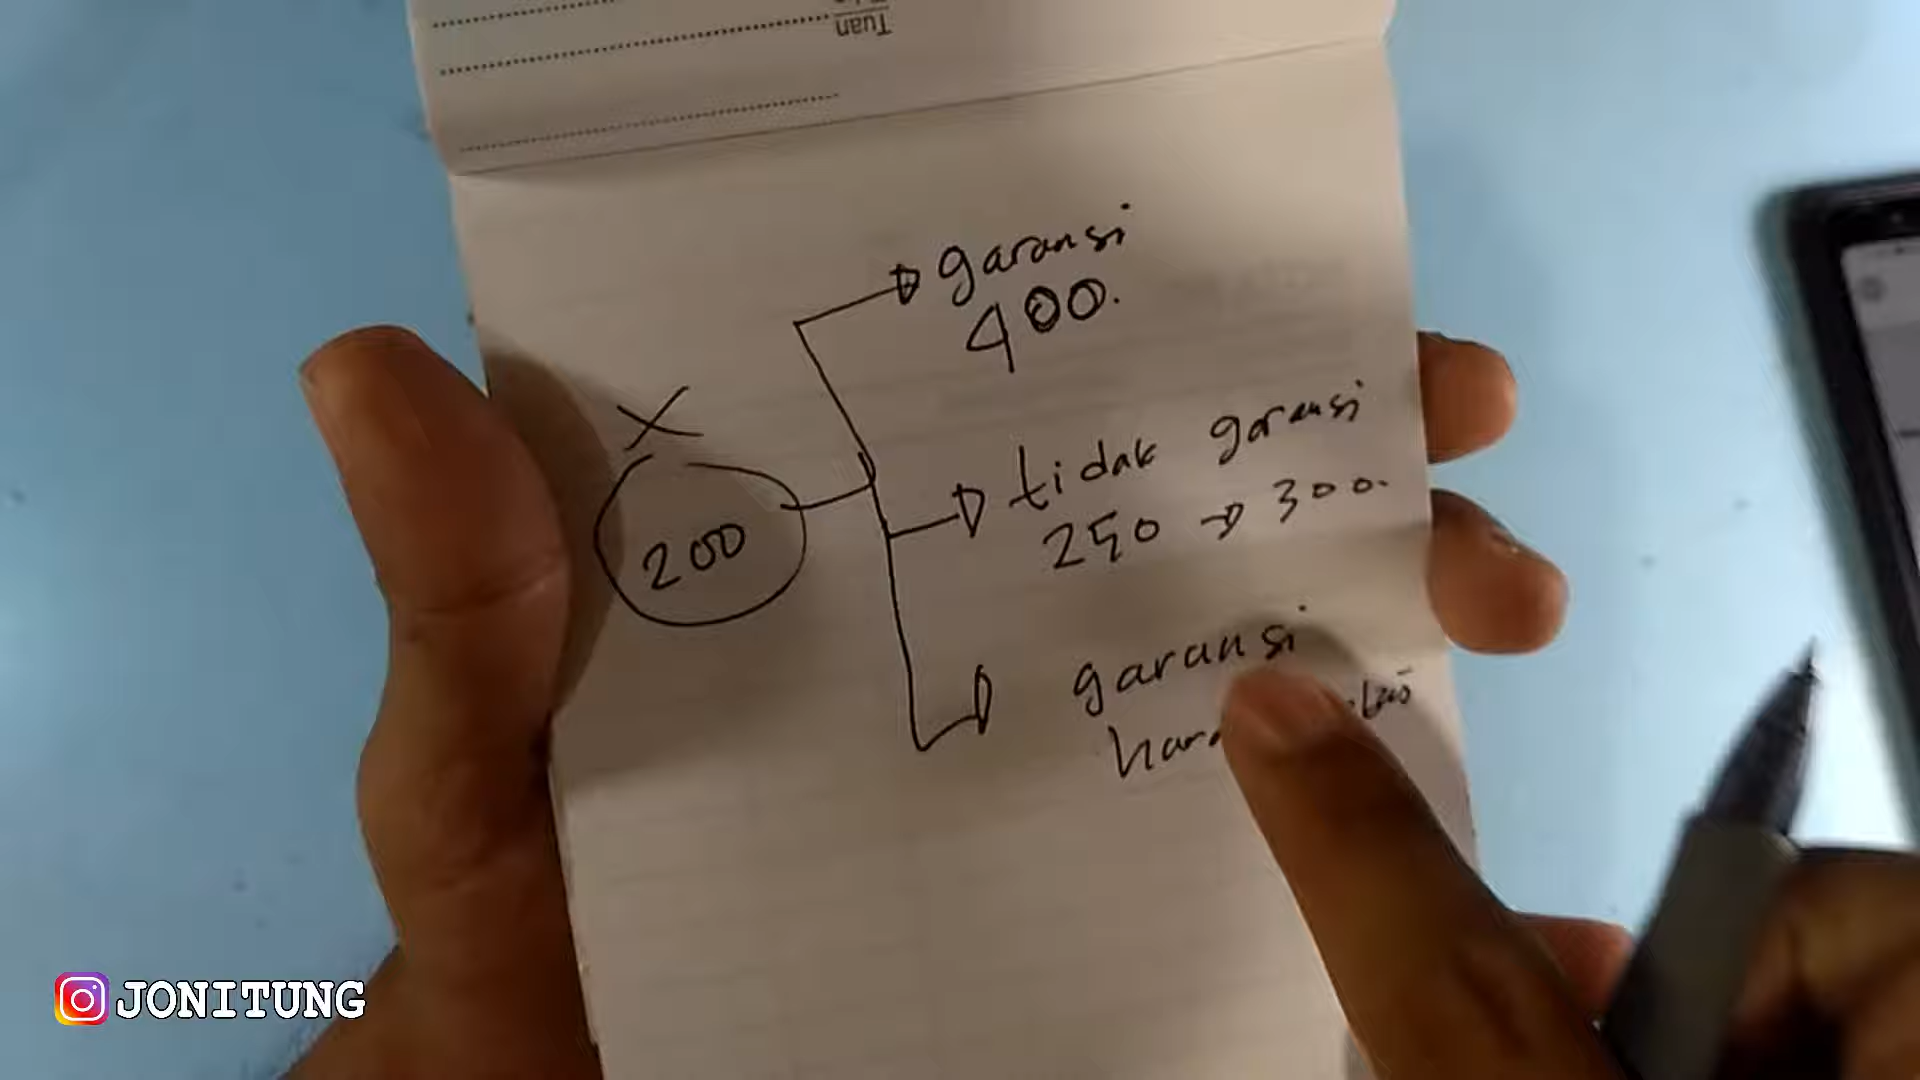 Tuan
garansi
400.
X
200
tidak garansi
250 → 300.
garansi
JONITUNG